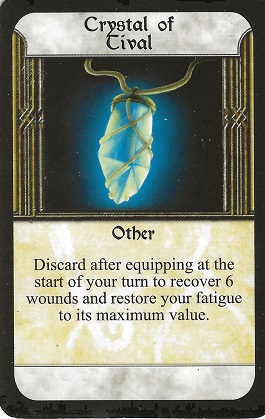 Crystal of
Tival
Other
Discard after equipping at the
start of your turn to recover 6
wounds and restore your fatigue
to its maximum value.